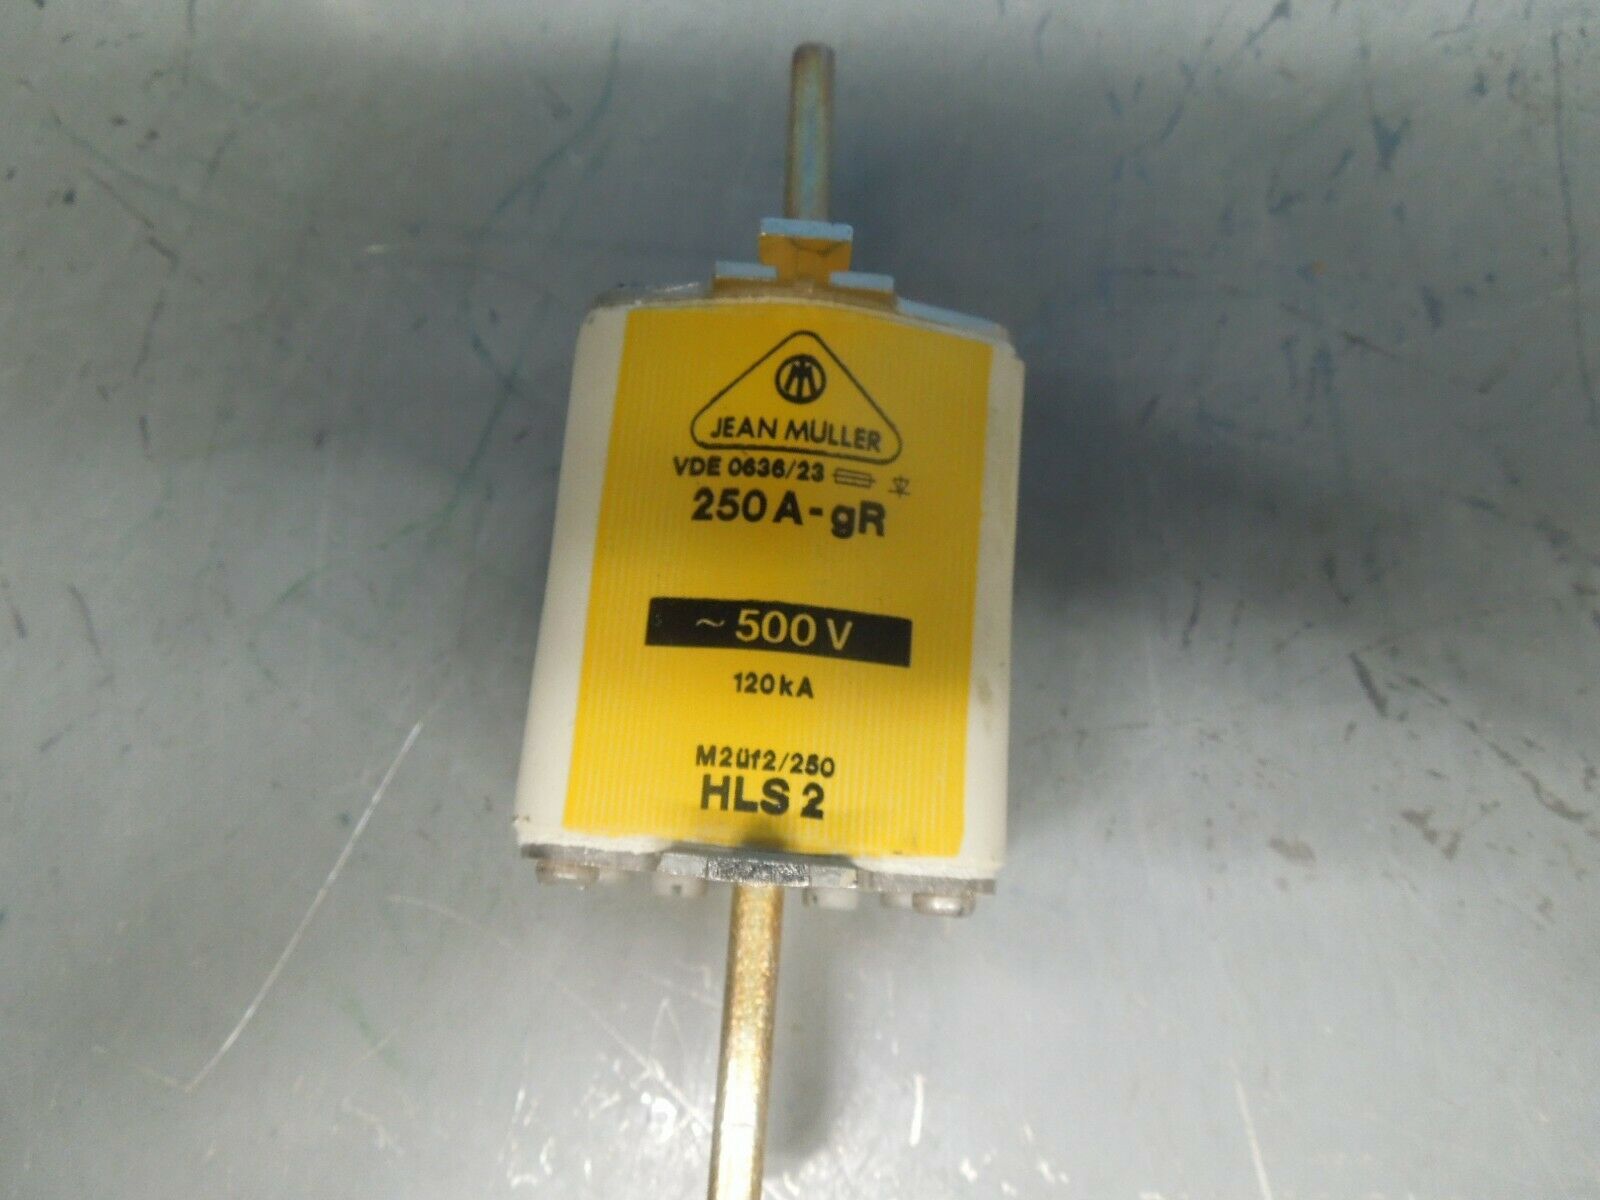 JEAN MÜLLER
VDE 0636/23
250 A - gR
~ 500 V
120 kA
M2üf2/250
HLS 2